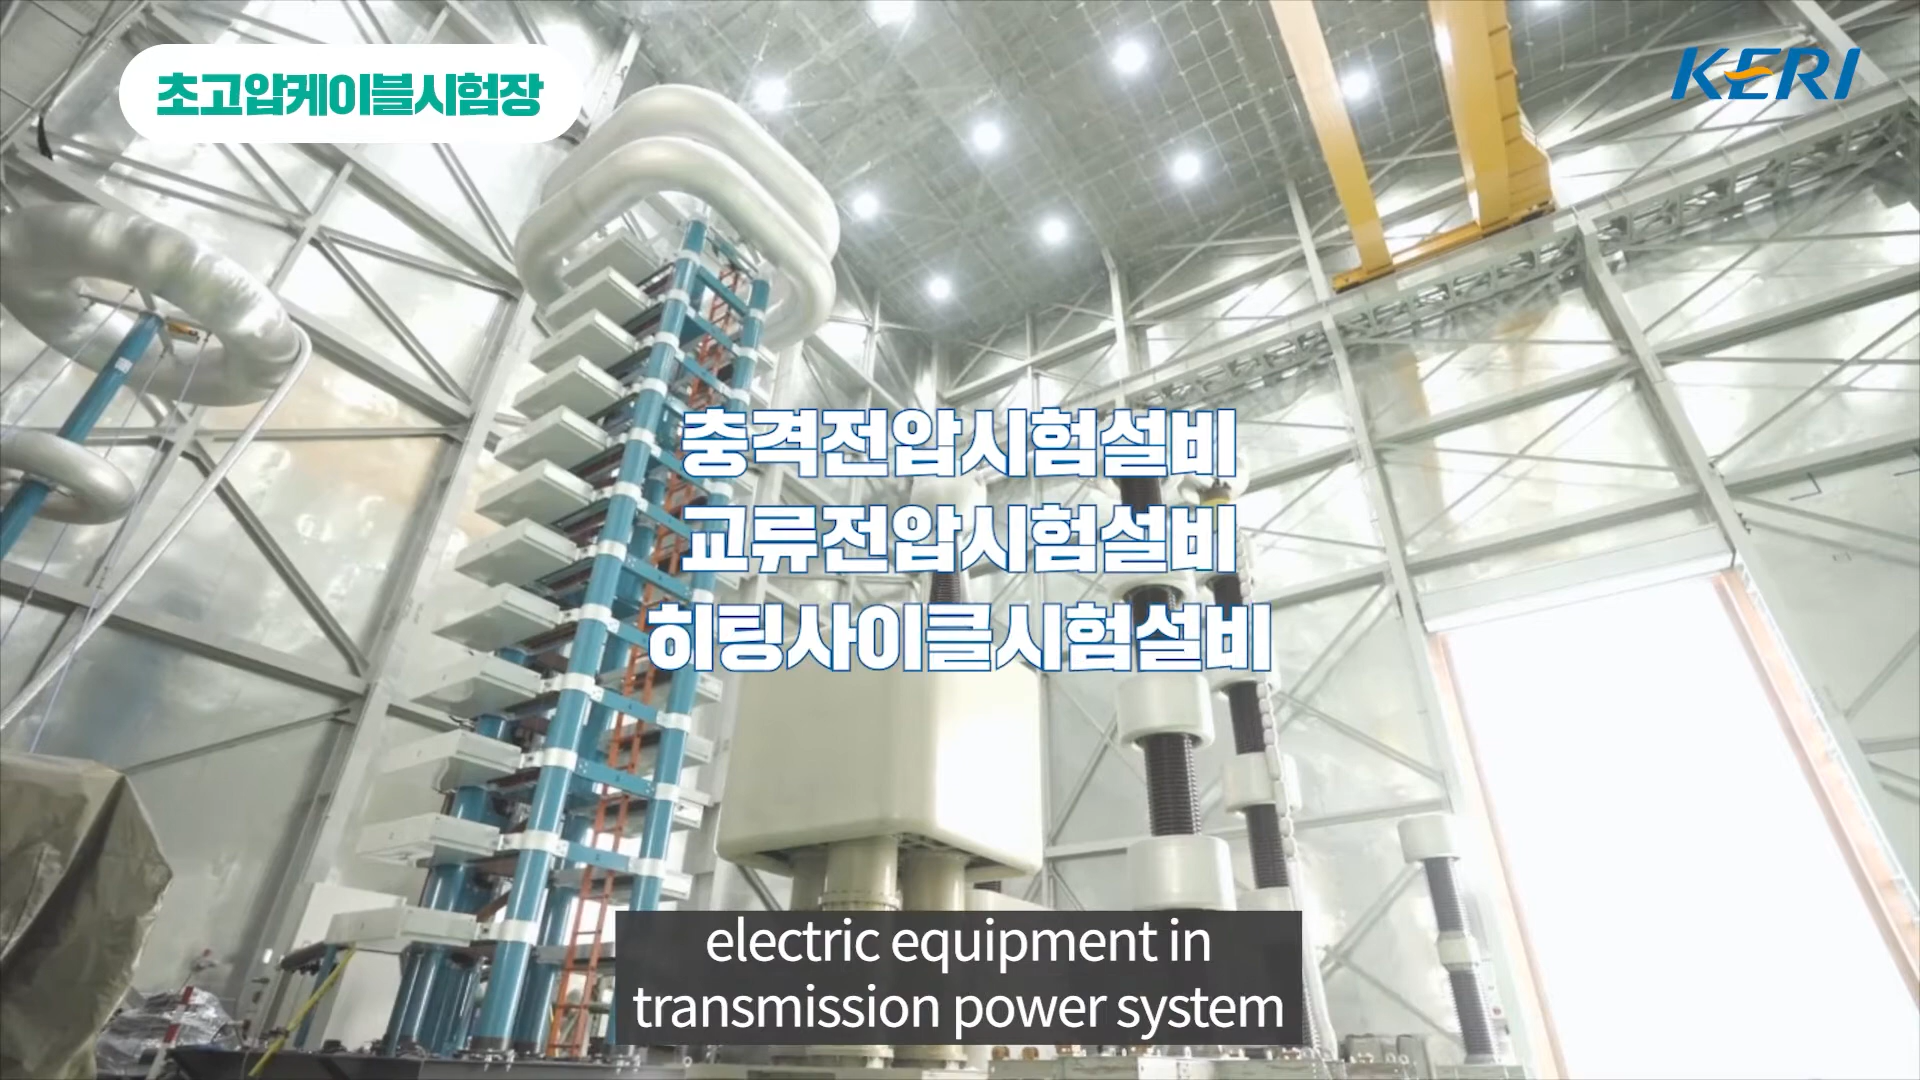 초고압케이블시험장
KERI
충격전압시험설비
교류전압시험설비
히팅사이클시험설비
electric equipment in
transmission power system